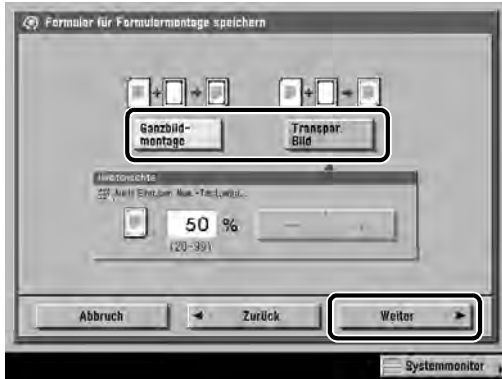 Formular für Formularmontage speichern
Ganzbild-
montage
Transpar.
Bild
50 %
(20-99)
Abbruch
◄ Zurück
Weiter ►
Systemmonitor